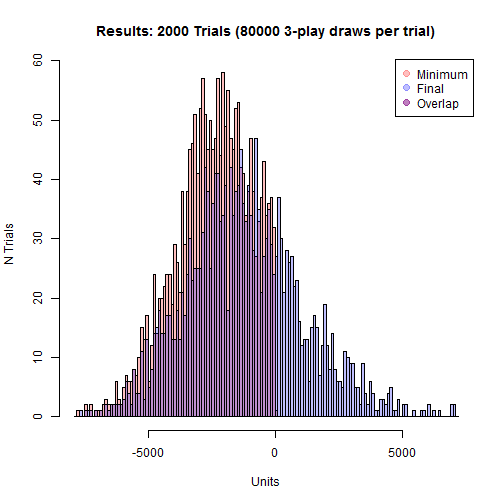 Results: 2000 Trials (80000 3-play draws per trial)
Minimum
Final
Overlap
N Trials
60
50
40
30
20
10
0
-5000
0
5000
Units